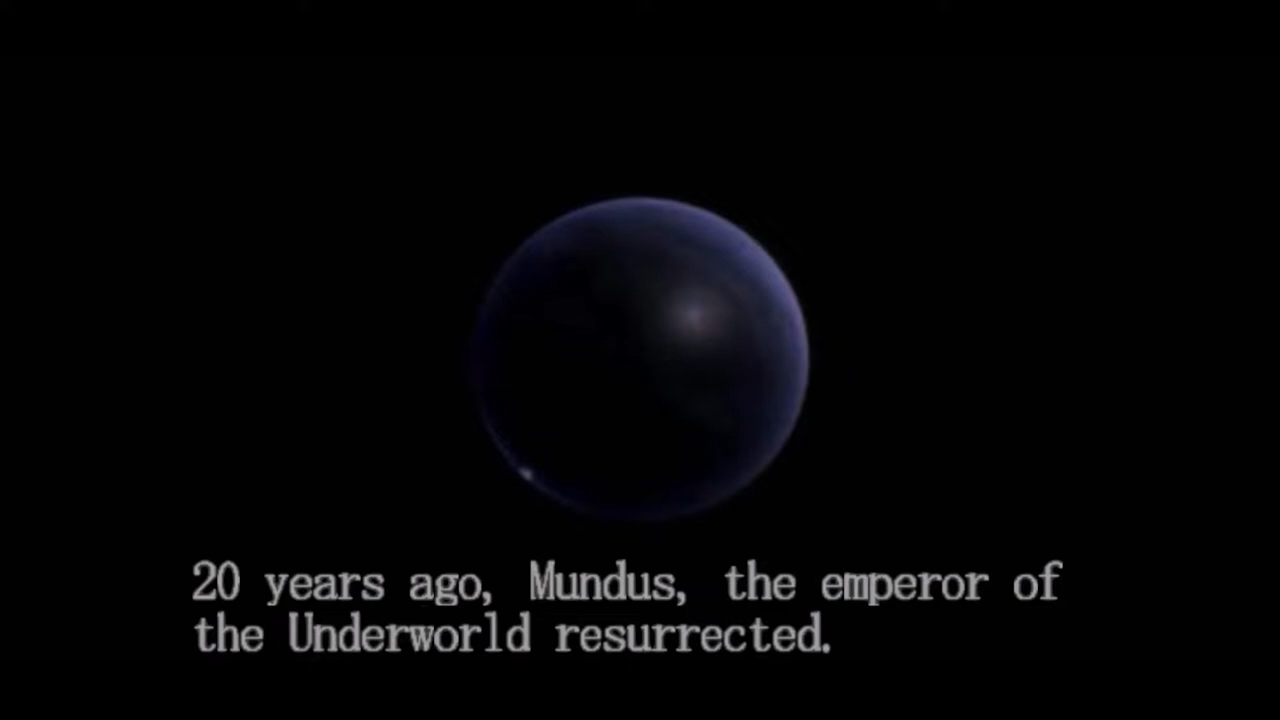 20 years ago, Mundus, the emperor of
the Underworld resurrected.